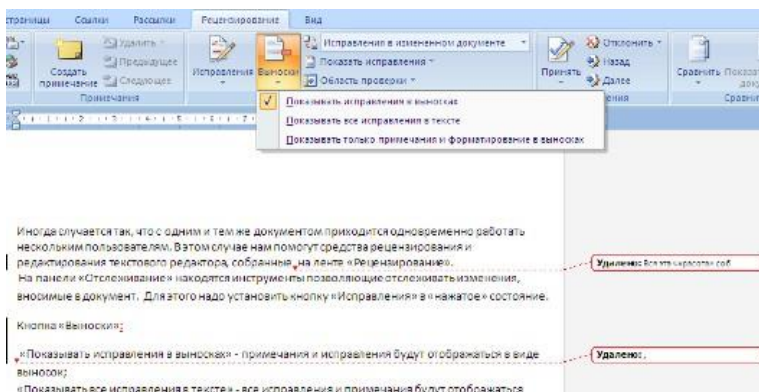 страницы Ссылки Рассылки Рецензирование Вид
Создать примечание
Удалить
Предыдущее
Следующее
Примечания
Исправления
Выноски
Исправления в измененном документе
Показать исправления
Область проверки
Принять
Отклонить
Назад
Далее
Сравнить
Показывать исправления в выносках
Показывать все исправления в тексте
Показывать только примечания и форматирование в выносках
Иногда случается так, что с одним и тем же документом приходится одновременно работать
нескольким пользователям. В этом случае нам помогут средства рецензирования и
редактирования текстового редактора, собранные на ленте «Рецензирование».
На панели «Отслеживание» находятся инструменты позволяющие отслеживать изменения,
вносимые в документ. Для этого надо установить кнопку «Исправления» в «нажатое» состояние.
Кнопка «Выноски»:
«Показывать исправления в выносках» - примечания и исправления будут отображаться в виде
выносок;
«Показывать все исправления в тексте» - все исправления и примечания будут отображаться
Удалено: Вся эта «красота» соб
Удалено: ,